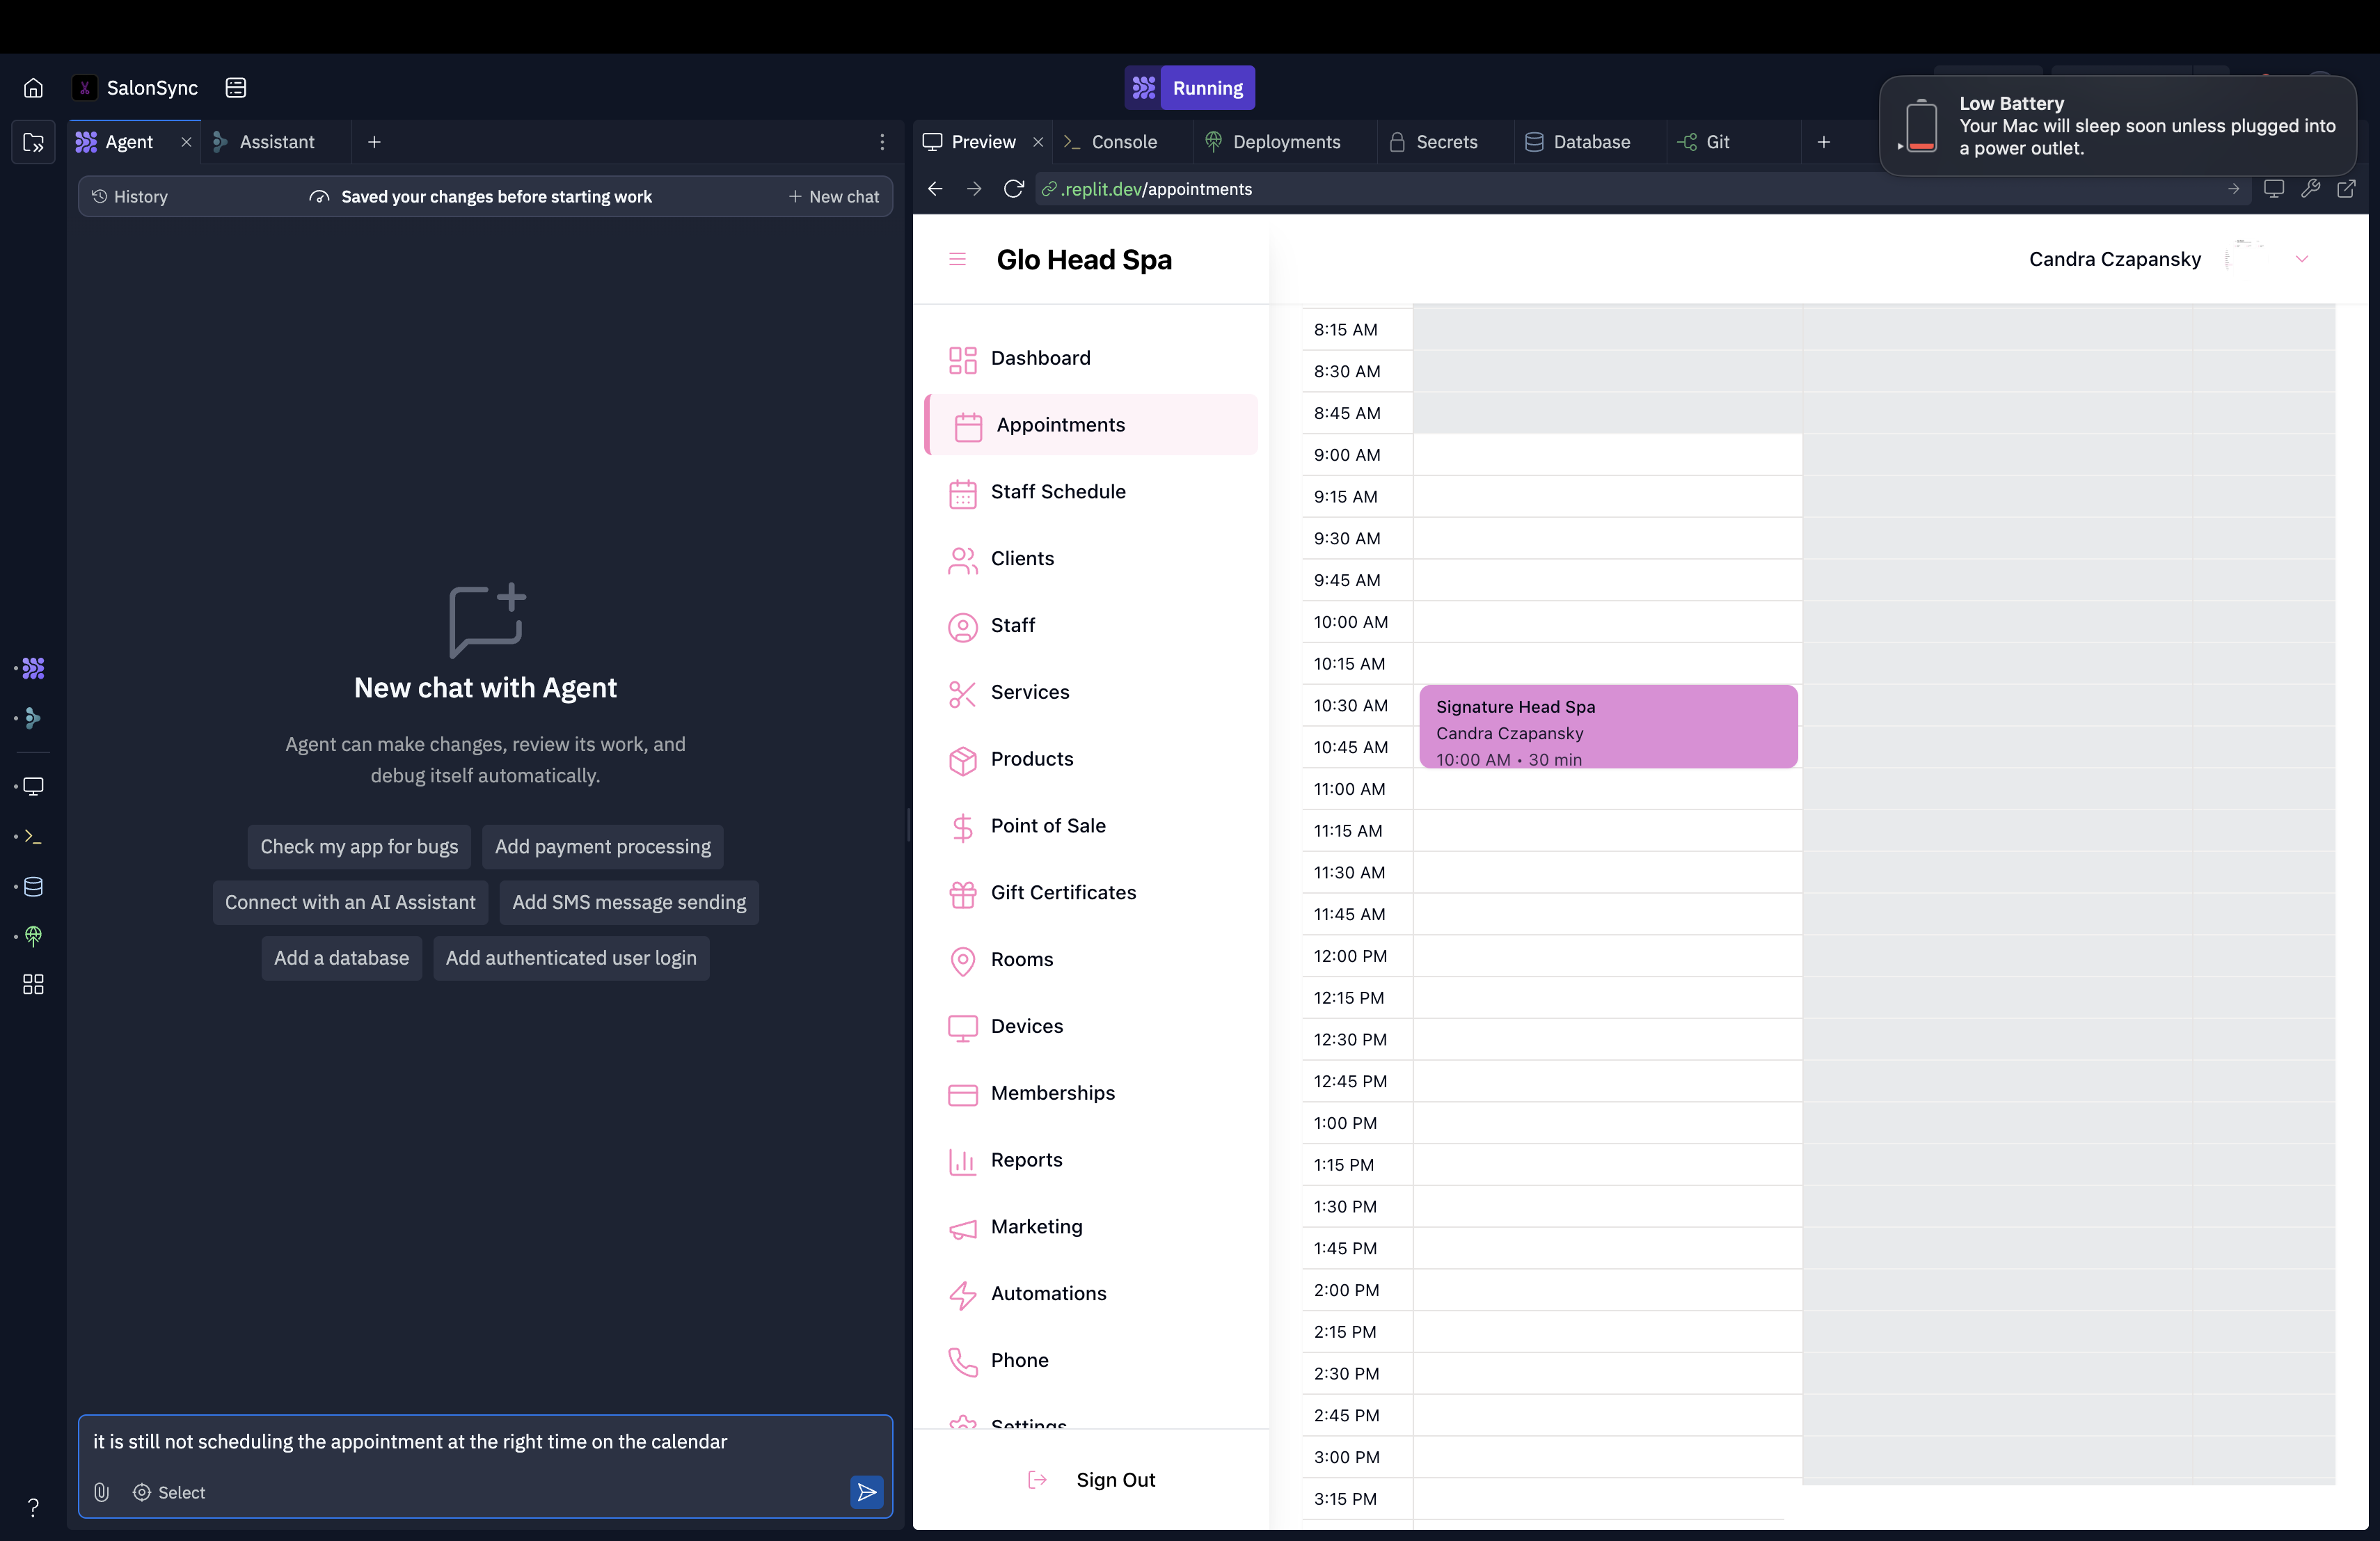 SalonSync
Running
Low Battery
Your Mac will sleep soon unless plugged into
a power outlet.
Agent
Assistant
Preview
Console
Deployments
Secrets
Database
Git
History
Saved your changes before starting work
New chat
.replit.dev/appointments
Glo Head Spa
Candra Czapansky
Dashboard
Appointments
Staff Schedule
Clients
Staff
Services
Products
Point of Sale
Gift Certificates
Rooms
Devices
Memberships
Reports
Marketing
Automations
Phone
Settings
Sign Out
8:15 AM
8:30 AM
8:45 AM
9:00 AM
9:15 AM
9:30 AM
9:45 AM
10:00 AM
10:15 AM
10:30 AM
10:45 AM
11:00 AM
11:15 AM
11:30 AM
11:45 AM
12:00 PM
12:15 PM
12:30 PM
12:45 PM
1:00 PM
1:15 PM
1:30 PM
1:45 PM
2:00 PM
2:15 PM
2:30 PM
2:45 PM
3:00 PM
3:15 PM
Signature Head Spa
Candra Czapansky
10:00 AM • 30 min
New chat with Agent
Agent can make changes, review its work, and
debug itself automatically.
Check my app for bugs
Add payment processing
Connect with an AI Assistant
Add SMS message sending
Add a database
Add authenticated user login
it is still not scheduling the appointment at the right time on the calendar
Select
?